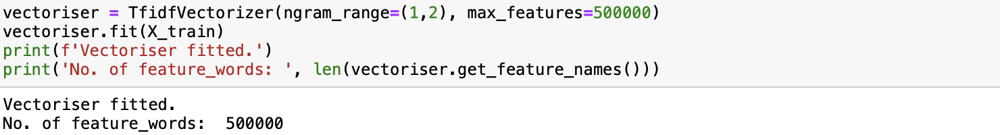 vectoriser = TfidfVectorizer(ngram_range=(1,2), max_features=500000)
vectoriser.fit(X_train)
print(f'Vectoriser fitted.')
print('No. of feature_words: ', len(vectoriser.get_feature_names()))
Vectoriser fitted.
No. of feature_words:  500000